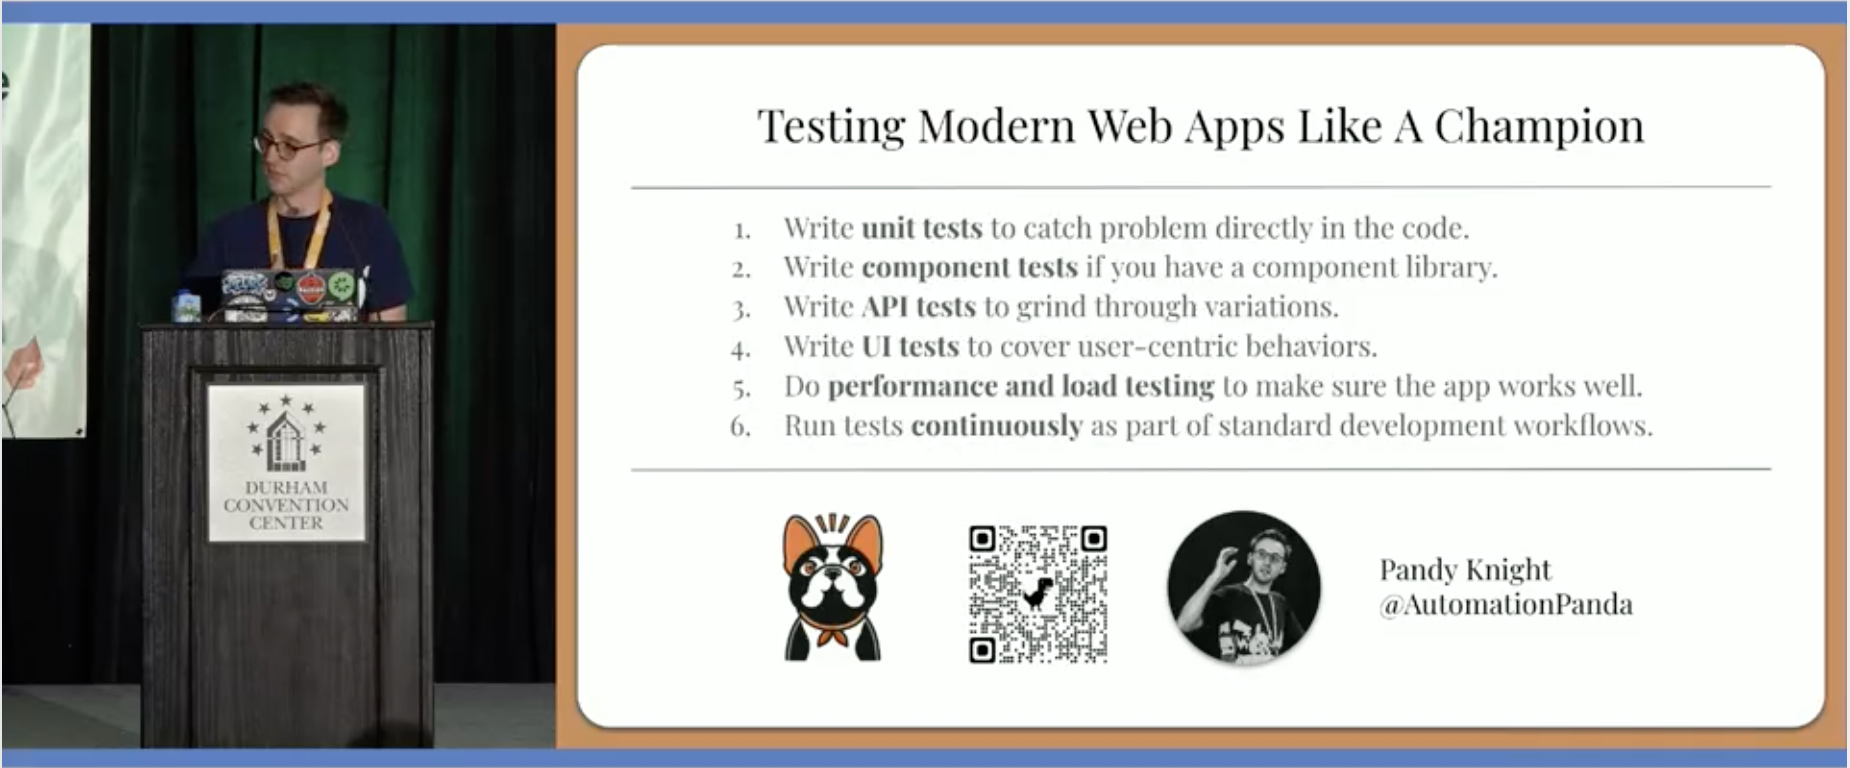 Testing Modern Web Apps Like A Champion
1. Write unit tests to catch problem directly in the code.
2. Write component tests if you have a component library.
3. Write API tests to grind through variations.
4. Write UI tests to cover user-centric behaviors.
5. Do performance and load testing to make sure the app works well.
6. Run tests continuously as part of standard development workflows.
Pandy Knight
@AutomationPanda
DURHAM
CONVENTION
CENTER